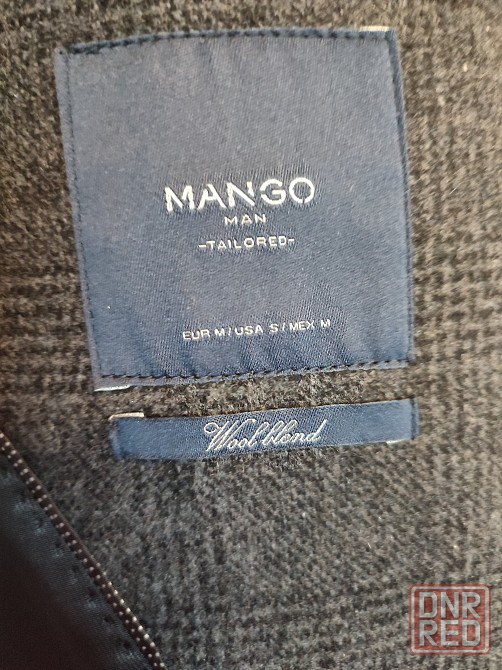 MANGO
MAN
-TAILORED-
EUR M / USA S / MEX M
Wool blend
DNR
RED